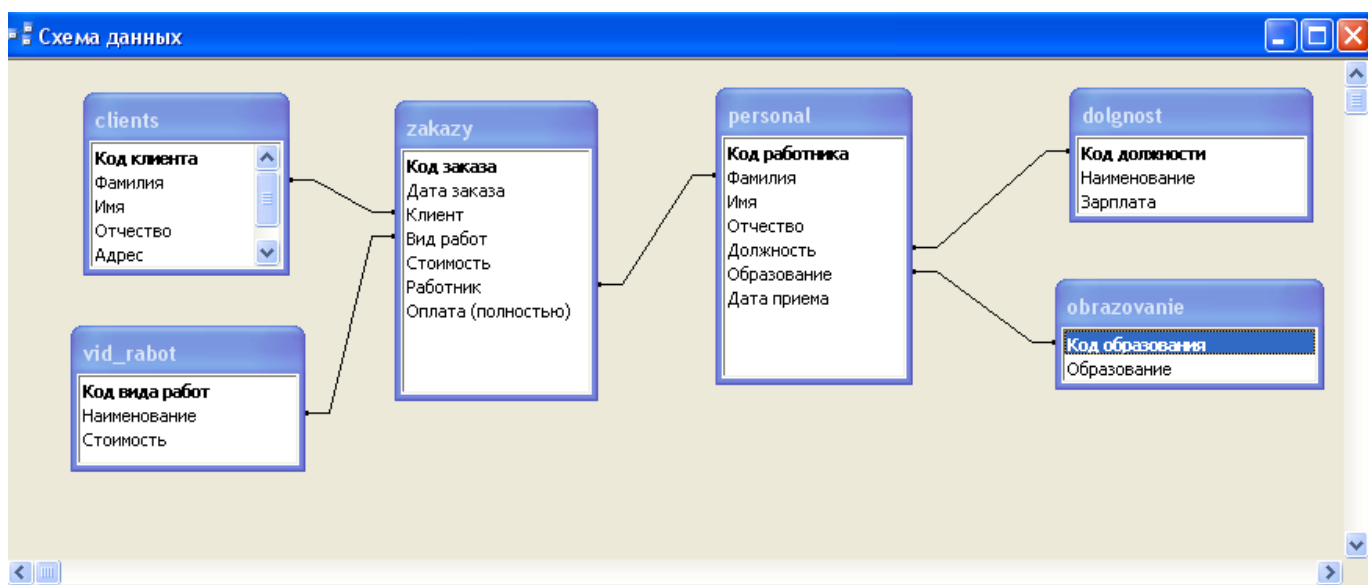 Схема данных
clients
Код клиента
Фамилия
Имя
Отчество
Адрес
zakazy
Код заказа
Дата заказа
Клиент
Вид работ
Стоимость
Работник
Оплата (полностью)
personal
Код работника
Фамилия
Имя
Отчество
Должность
Образование
Дата приема
dolgnost
Код должности
Наименование
Зарплата
vid_rabot
Код вида работ
Наименование
Стоимость
obrazovanie
Код образования
Образование